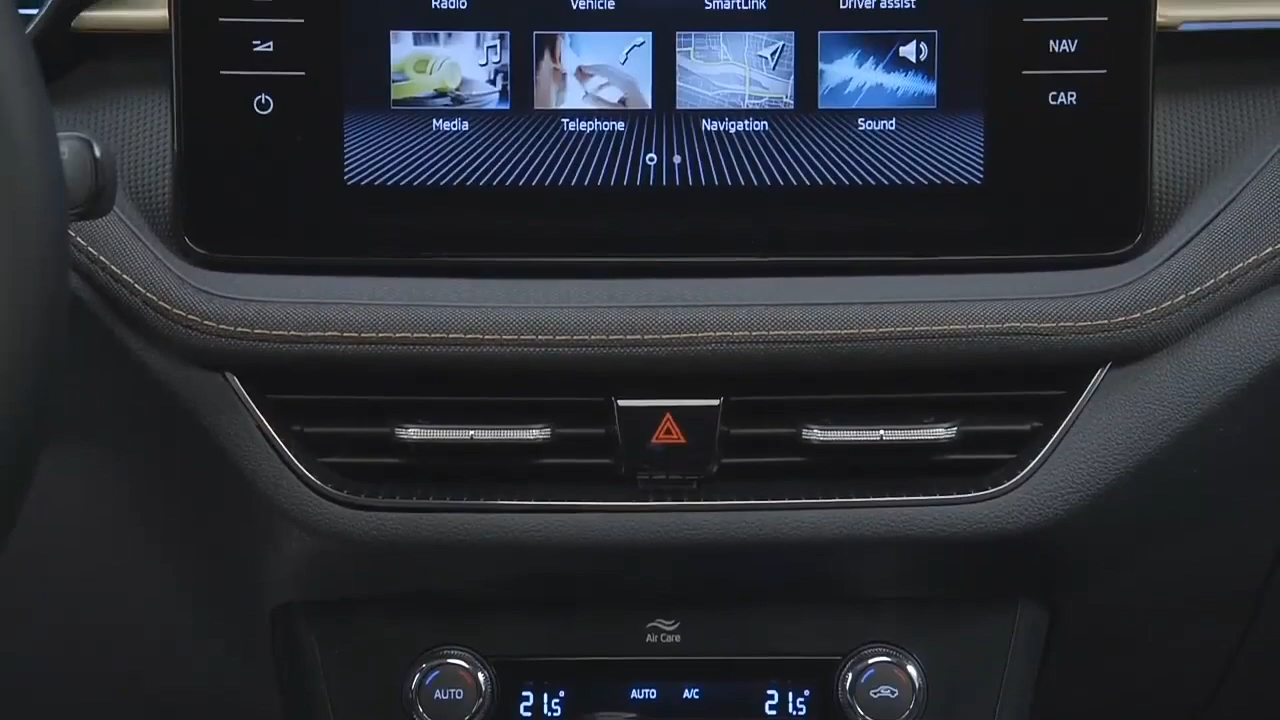 Radio Vehicle SmartLink Driver assist
NAV
CAR
Media Telephone Navigation Sound
Air Care
AUTO 21.5° AUTO A/C 21.5°